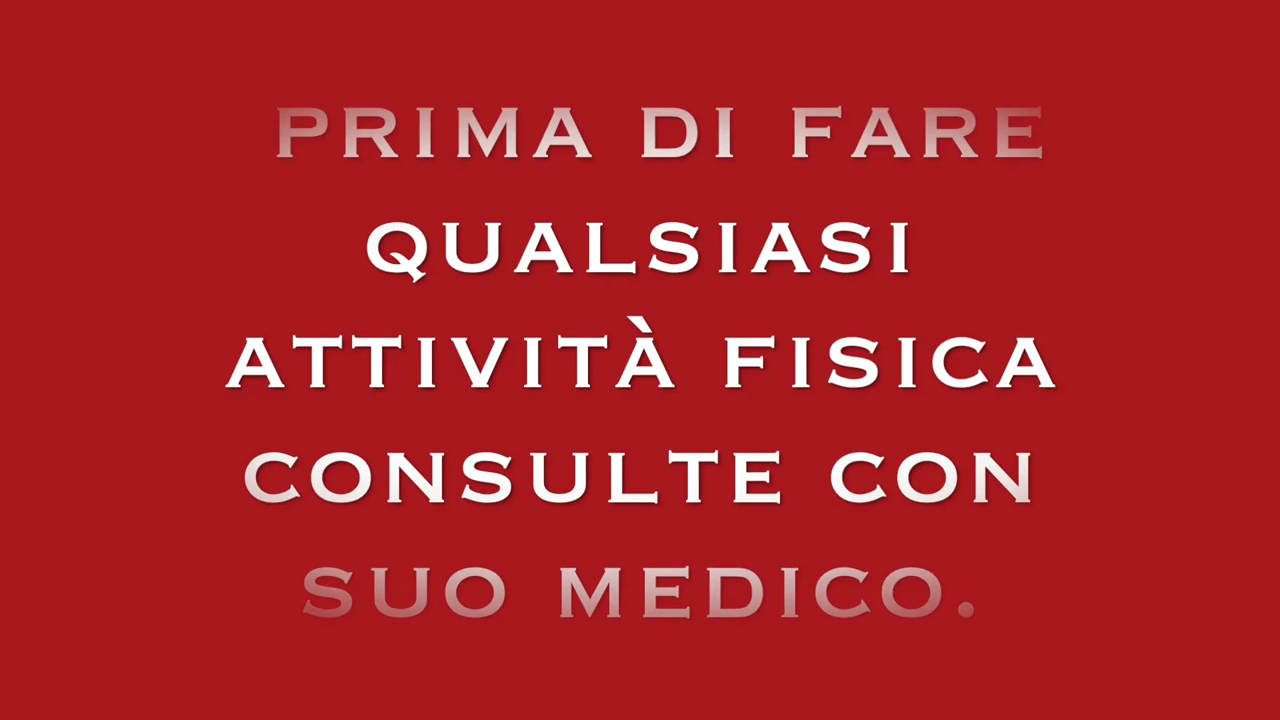 PRIMA DI FARE
QUALSIASI
ATTIVITÀ FISICA
CONSULTE CON
SUO MEDICO.